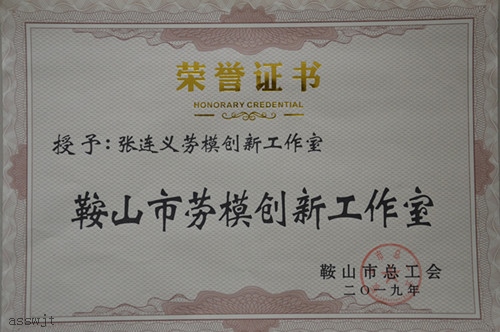 荣誉证书
HONORARY CREDENTIAL
授予:张连义劳模创新工作室
鞍山市劳模创新工作室
鞍山市总工会
二〇一九年
asswjt